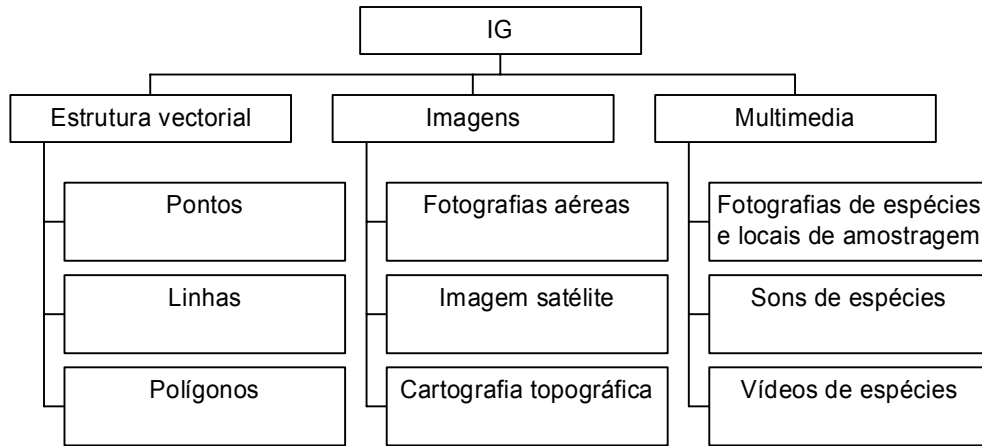 IG
Estrutura vectorial
Imagens
Multimedia
Pontos
Fotografias aéreas
Fotografias de espécies
e locais de amostragem
Linhas
Imagem satélite
Sons de espécies
Polígonos
Cartografia topográfica
Vídeos de espécies